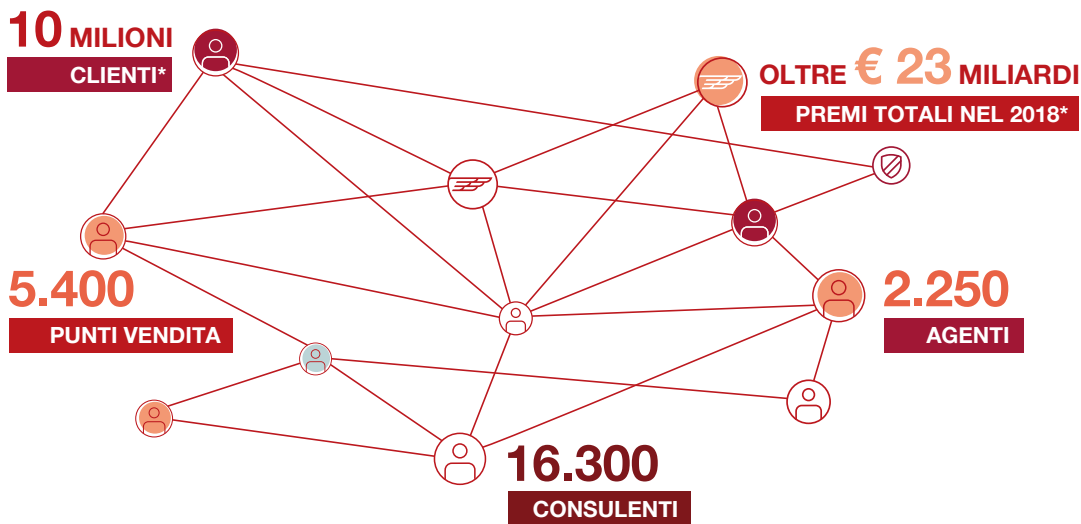 10 MILIONI
CLIENTI*
OLTRE € 23 MILIARDI
PREMI TOTALI NEL 2018*
5.400
PUNTI VENDITA
2.250
AGENTI
16.300
CONSULENTI